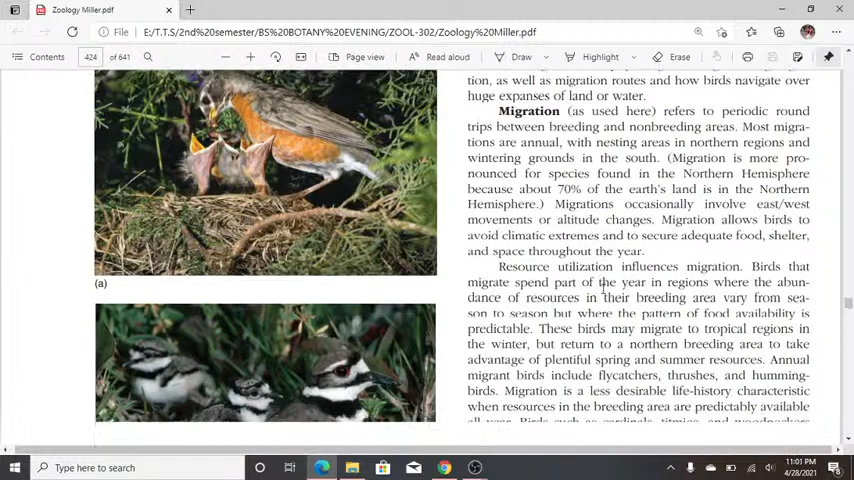 Zoology Miller.pdf
E:/T.T.S/2nd%20semester/BS%20BOTANY%20EVENING/ZOOL-302/Zoology%20Miller.pdf
Contents 424 of 641 Page view Read aloud Draw Highlight Erase
(a)
tion, as well as migration routes and how birds navigate over
huge expanses of land or water.
Migration (as used here) refers to periodic round
trips between breeding and nonbreeding areas. Most migra-
tions are annual, with nesting areas in northern regions and
wintering grounds in the south. (Migration is more pro-
nounced for species found in the Northern Hemisphere
because about 70% of the earth's land is in the Northern
Hemisphere.) Migrations occasionally involve east/west
movements or altitude changes. Migration allows birds to
avoid climatic extremes and to secure adequate food, shelter,
and space throughout the year.
Resource utilization influences migration. Birds that
migrate spend part of the year in regions where the abun-
dance of resources in their breeding area vary from sea-
son to season but where the pattern of food availability is
predictable. These birds may migrate to tropical regions in
the winter, but return to a northern breeding area to take
advantage of plentiful spring and summer resources. Annual
migrant birds include flycatchers, thrushes, and humming-
birds. Migration is a less desirable life-history characteristic
when resources in the breeding area are predictably available
all year. Birds such as cardinals, titmice, and woodpeckers
Type here to search
11:01 PM
4/28/2021